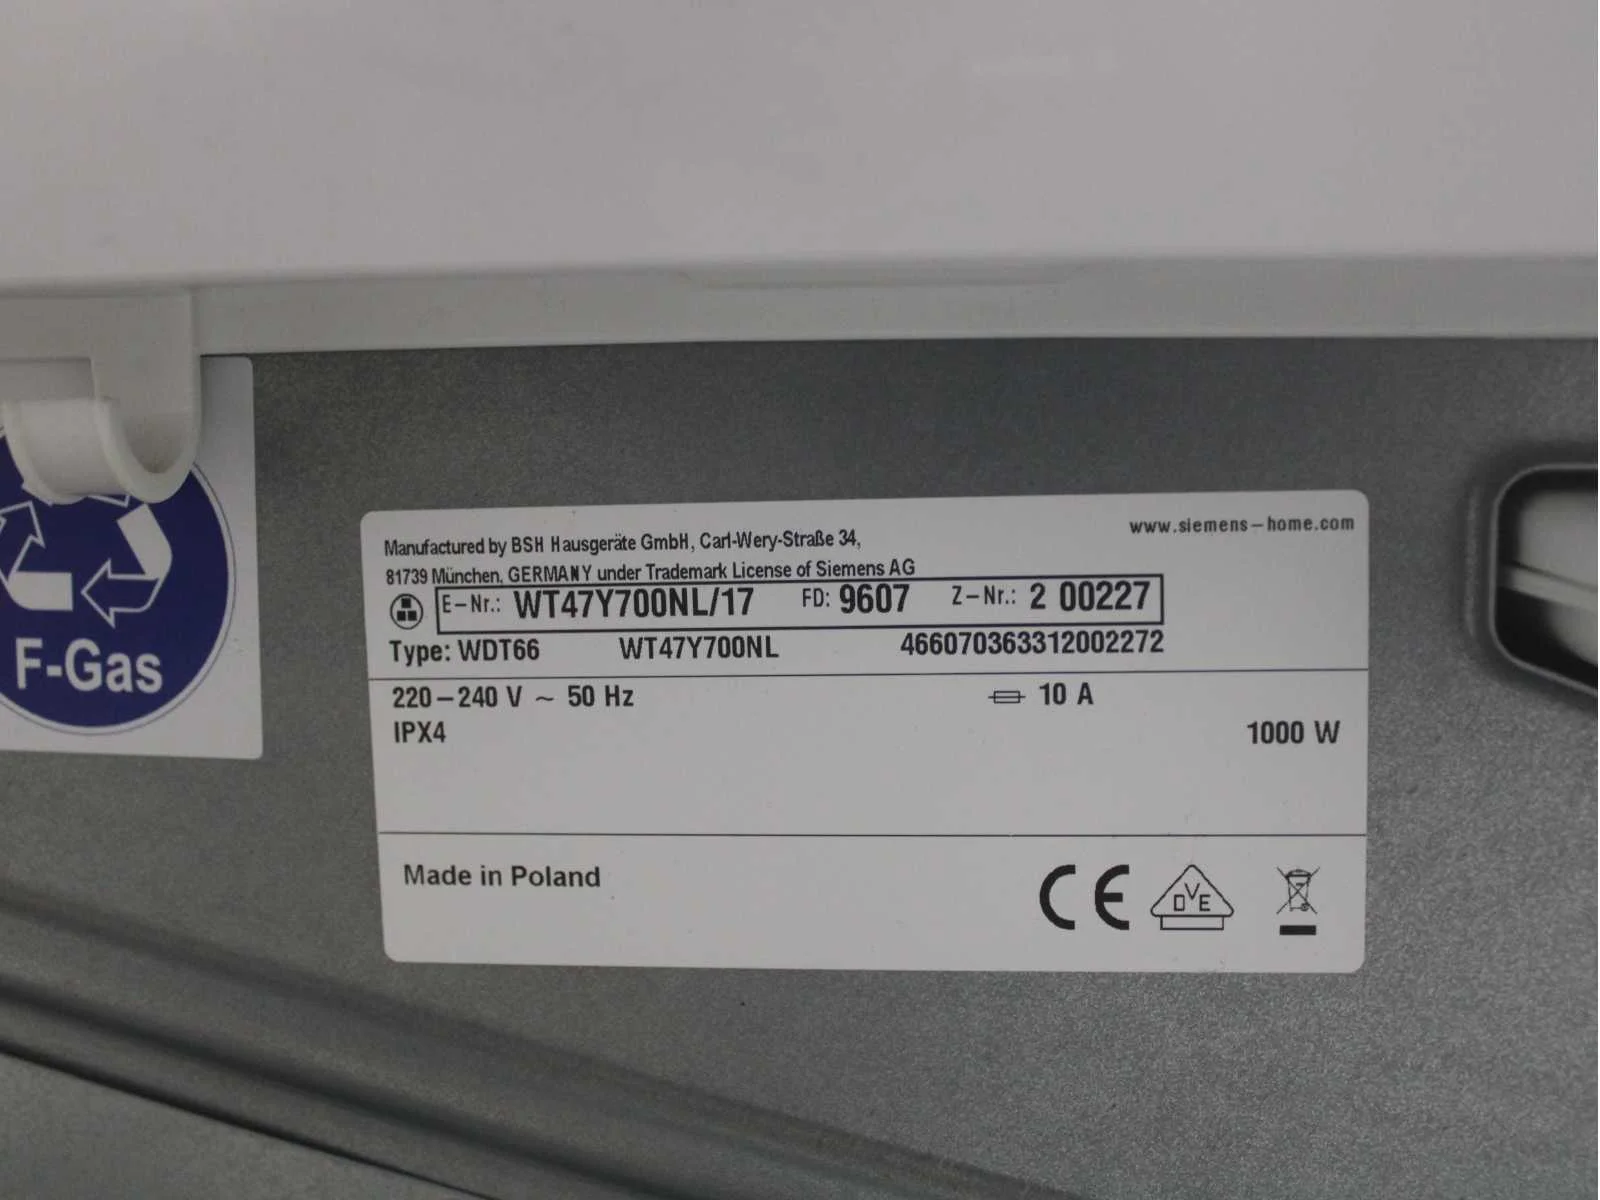 www.siemens-home.com
Manufactured by BSH Hausgeräte GmbH, Carl-Wery-Straße 34,
81739 München, GERMANY under Trademark License of Siemens AG
E-Nr.: WT47Y700NL/17 FD: 9607 Z-Nr.: 2 00227
Type: WDT66 WT47Y700NL 466070363312002272
220-240 V ~ 50 Hz 10 A
IPX4 1000 W
Made in Poland CE DVE
F-Gas